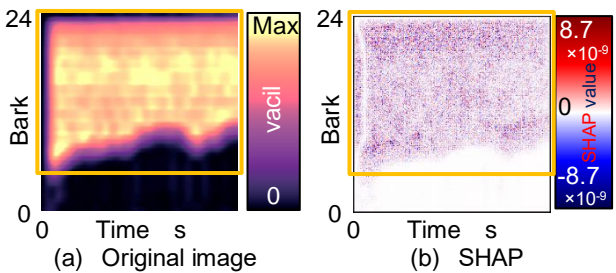 24
Bark
0
0
Time s
Max
vacil
0
(a) Original image
24
Bark
0
0
Time s
8.7
×10⁻⁹
0
-8.7
×10⁻⁹
SHAP value
(b) SHAP